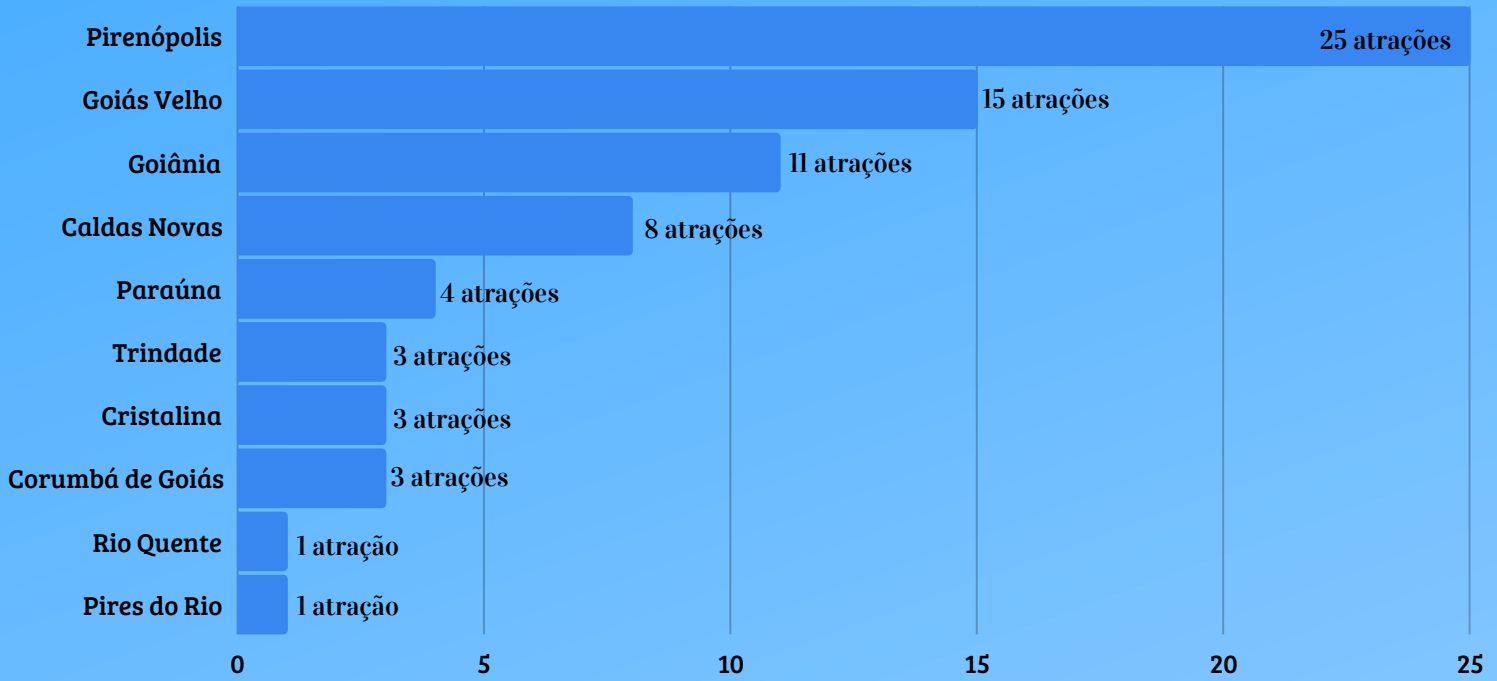 Pirenópolis 25 atrações
Goiás Velho 15 atrações
Goiânia 11 atrações
Caldas Novas 8 atrações
Paraúna 4 atrações
Trindade 3 atrações
Cristalina 3 atrações
Corumbá de Goiás 3 atrações
Rio Quente 1 atração
Pires do Rio 1 atração
0 5 10 15 20 25